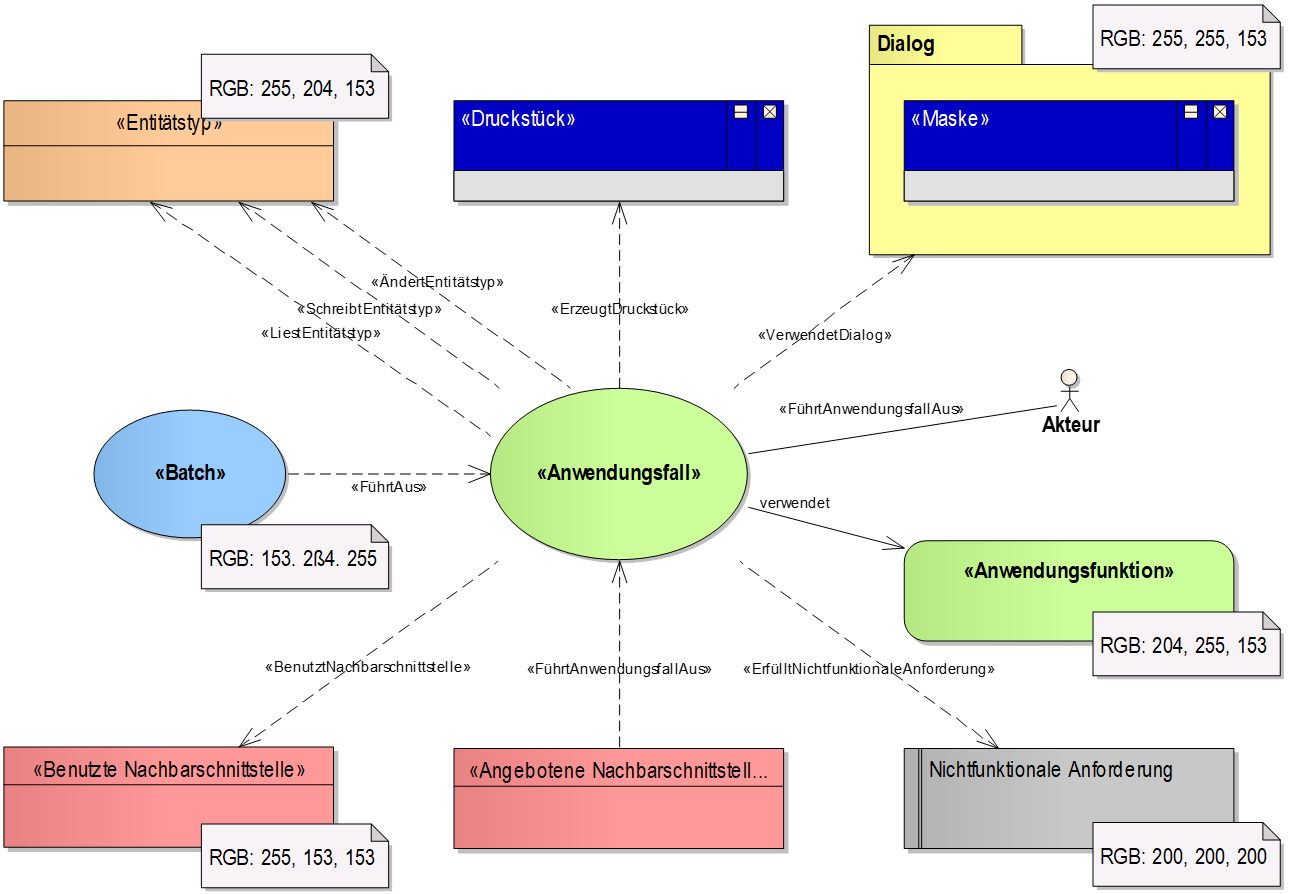 RGB: 255, 255, 153
Dialog
RGB: 255, 204, 153
«Entitätstyp»
«Druckstück»
«Maske»
«ÄndertEntitätstyp»
«SchreibtEntitätstyp»
«ErzeugtDruckstück»
«LiestEntitätstyp»
«VerwendetDialog»
«FührtAnwendungsfallAus»
Akteur
«Batch»
«Anwendungsfall»
«FührtAus»
verwendet
RGB: 153. 2ß4. 255
«Anwendungsfunktion»
RGB: 204, 255, 153
«BenutztNachbarschnittstelle»
«FührtAnwendungsfallAus»
«ErfülltNichtfunktionaleAnforderung»
«Benutzte Nachbarschnittstelle»
«Angebotene Nachbarschnittstell...
Nichtfunktionale Anforderung
RGB: 255, 153, 153
RGB: 200, 200, 200